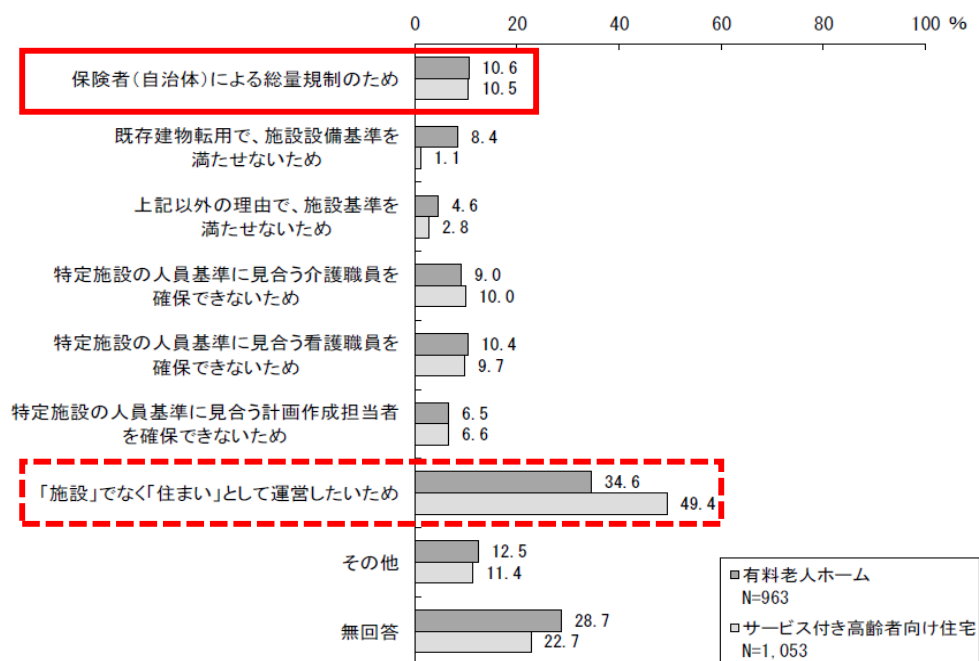 0 20 40 60 80 100 %
保険者(自治体)による総量規制のため
10.6
10.5
既存建物転用で、施設設備基準を
満たせないため
8.4
1.1
上記以外の理由で、施設基準を
満たせないため
4.6
2.8
特定施設の人員基準に見合う介護職員を
確保できないため
9.0
10.0
特定施設の人員基準に見合う看護職員を
確保できないため
10.4
9.7
特定施設の人員基準に見合う計画作成担当者
を確保できないため
6.5
6.6
「施設」でなく「住まい」として運営したいため
34.6
49.4
その他
12.5
11.4
無回答
28.7
22.7
有料老人ホーム
N=963
サービス付き高齢者向け住宅
N=1,053